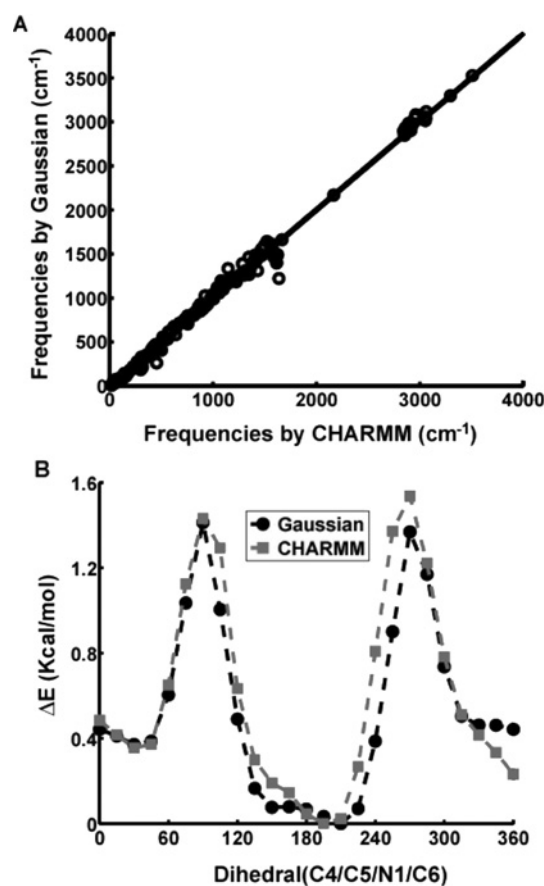 A
4000
3500
3000
2500
2000
1500
1000
500
0
Frequencies by Gaussian (cm-1)
0 1000 2000 3000 4000
Frequencies by CHARMM (cm-1)
B
1.6
1.2
0.8
0.4
0
ΔE (Kcal/mol)
Gaussian
CHARMM
0 60 120 180 240 300 360
Dihedral(C4/C5/N1/C6)